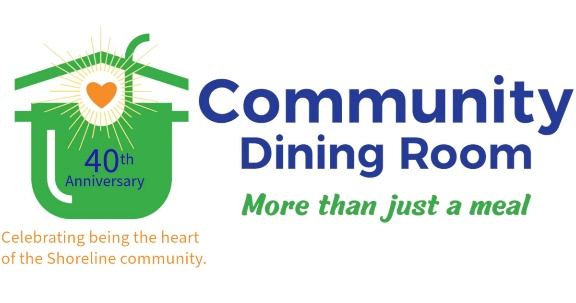 40th
Anniversary
Celebrating being the heart
of the Shoreline community.
Community
Dining Room
More than just a meal